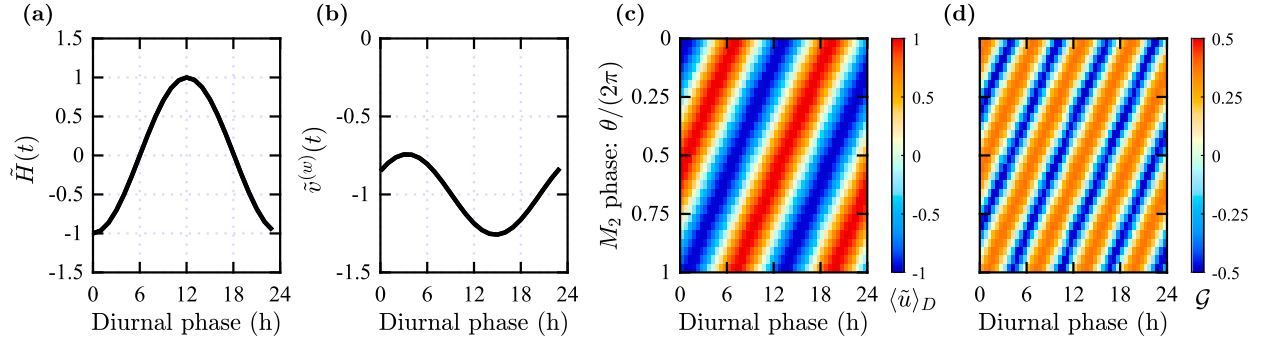 (a)
1.5
1
0.5
0
-0.5
-1
-1.5
0 6 12 18 24
Diurnal phase (h)
H̃(t)
(b)
0
-0.5
-1
-1.5
0 6 12 18 24
Diurnal phase (h)
ṽ⁽ʷ⁾(t)
(c)
0
0.25
0.5
0.75
1
0 6 12 18 24
Diurnal phase (h)
M₂ phase: θ/(2π)
1
0.5
0
-0.5
-1
⟨ũ⟩_D
(d)
0 6 12 18 24
Diurnal phase (h)
0.5
0.25
0
-0.25
-0.5
𝒢